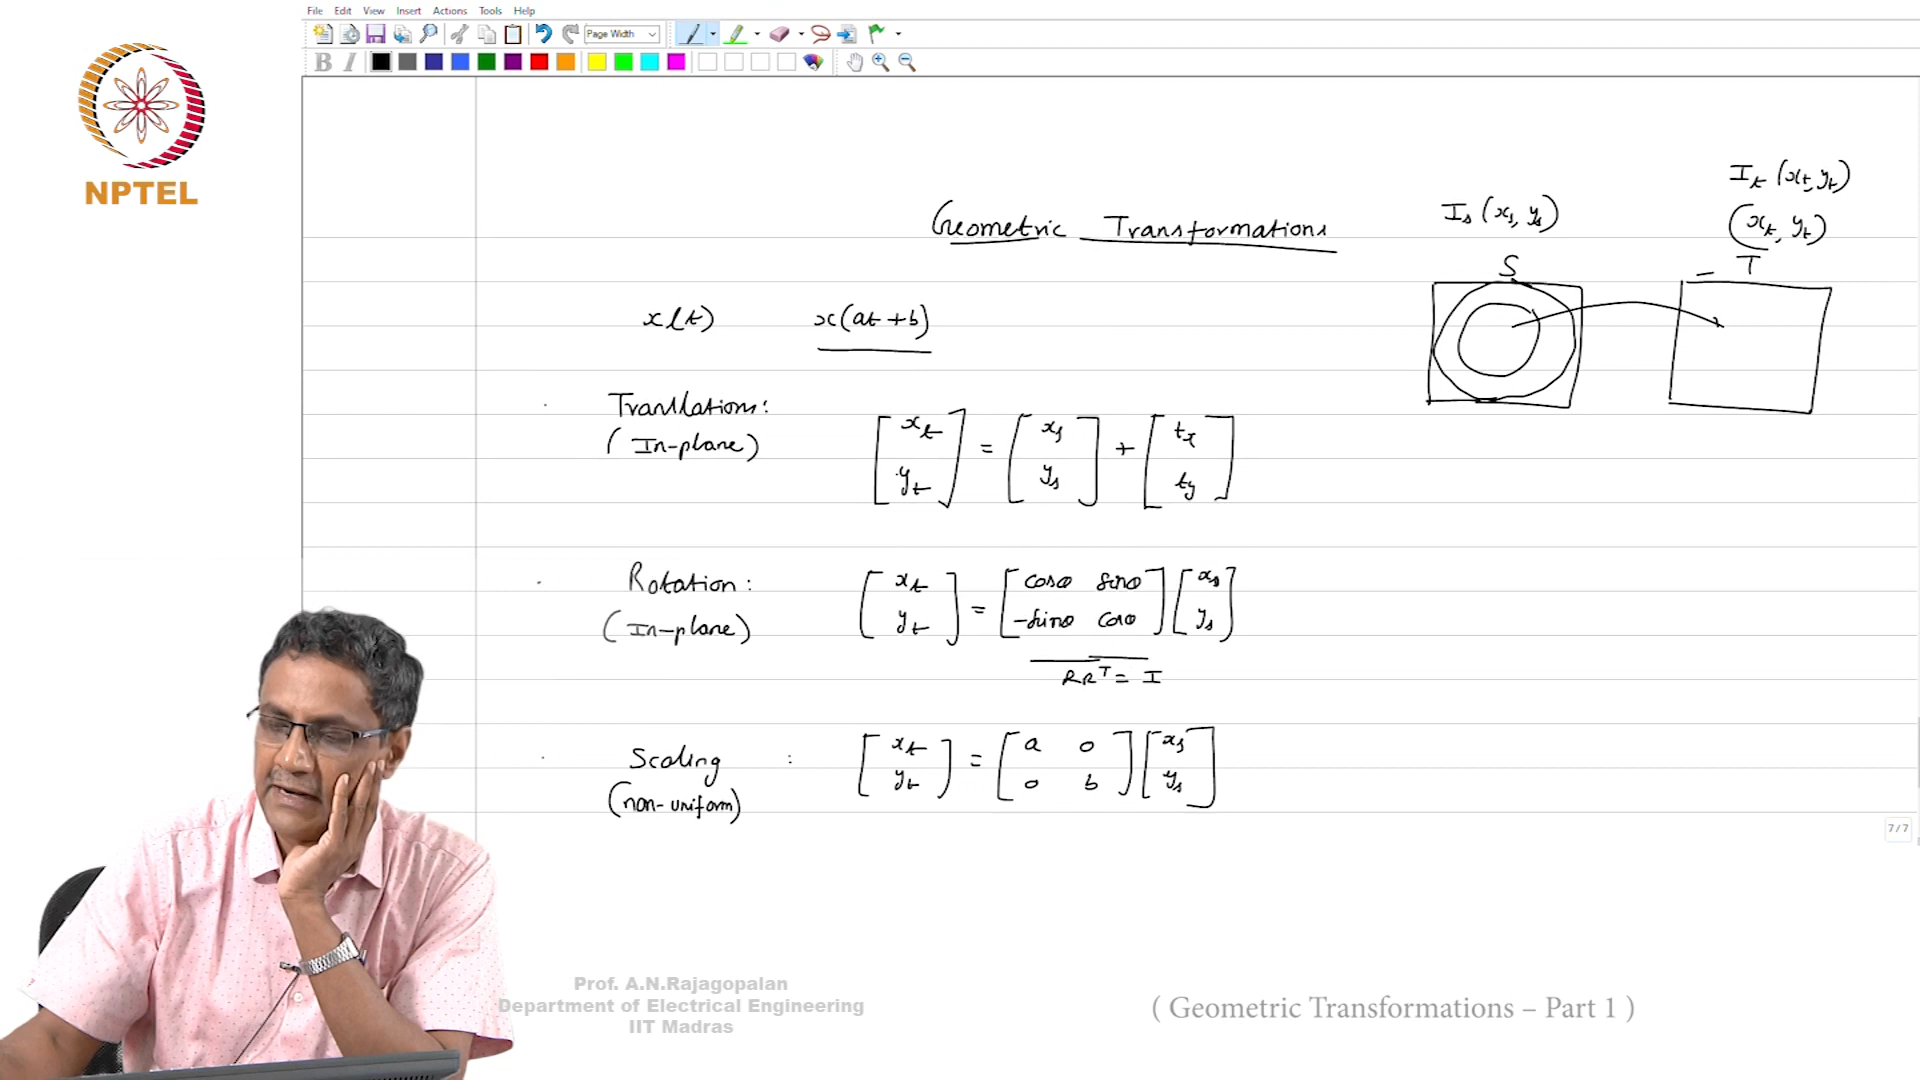 File Edit View Insert Actions Tools Help
Page Width
B I
NPTEL
Geometric Transformations
I_s (x_s, y_s)
I_t (x_t, y_t)
(x_t, y_t)
S
T
x(t) x(at + b)
Translations:
(In-plane)
[x_t y_t] = [x_s y_s] + [t_x t_y]
Rotation:
(In-plane)
[x_t y_t] = [cosθ sinθ -sinθ cosθ] [x_s y_s]
RR^T = I
Scaling :
(non-uniform)
[x_t y_t] = [a 0 0 b] [x_s y_s]
7/7
Prof. A.N.Rajagopalan
Department of Electrical Engineering
IIT Madras
( Geometric Transformations – Part 1 )